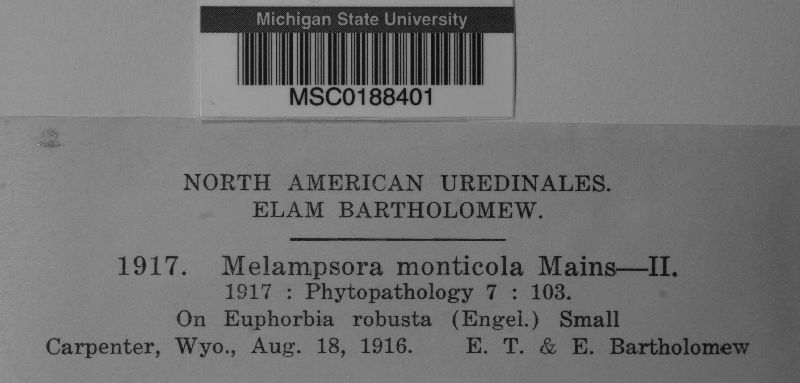 Michigan State University
MSC0188401
NORTH AMERICAN UREDINALES.
ELAM BARTHOLOMEW.
1917. Melampsora monticola Mains—II.
1917 : Phytopathology 7 : 103.
On Euphorbia robusta (Engel.) Small
Carpenter, Wyo., Aug. 18, 1916. E. T. & E. Bartholomew